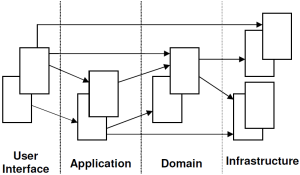 User
Interface
Application
Domain
Infrastructure